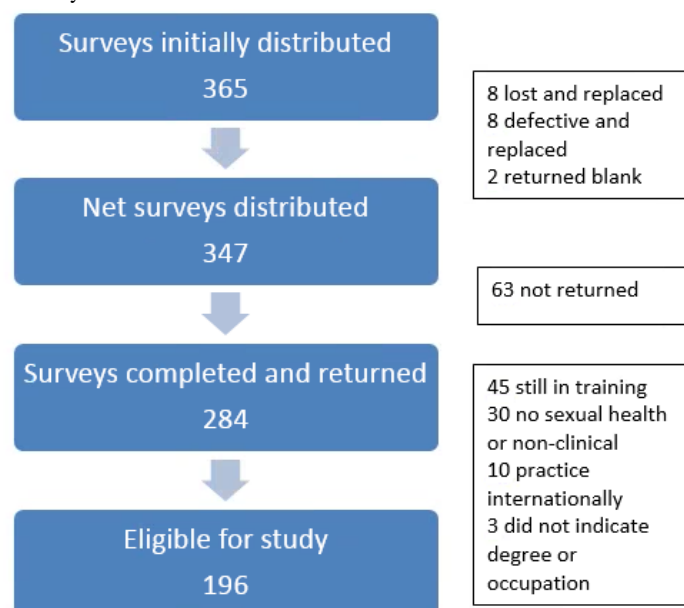 Surveys initially distributed
365
8 lost and replaced
8 defective and
replaced
2 returned blank
Net surveys distributed
347
63 not returned
Surveys completed and returned
284
45 still in training
30 no sexual health
or non-clinical
10 practice
internationally
3 did not indicate
degree or
occupation
Eligible for study
196